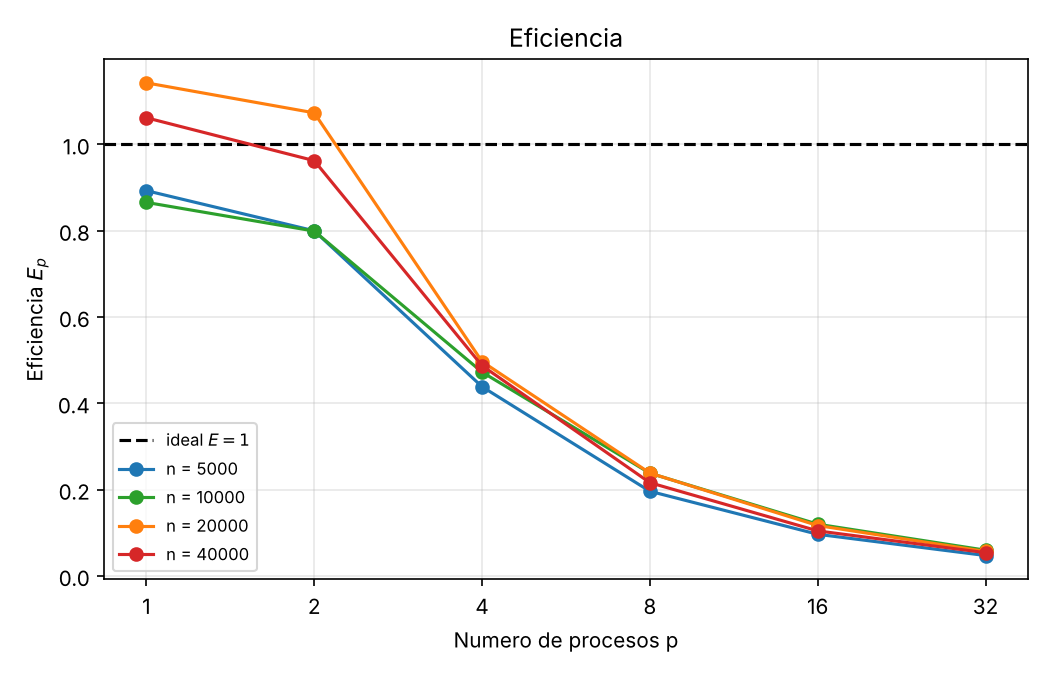 Eficiencia
Eficiencia E_p
1.0
0.8
0.6
0.4
0.2
0.0
ideal E = 1
n = 5000
n = 10000
n = 20000
n = 40000
1 2 4 8 16 32
Numero de procesos p